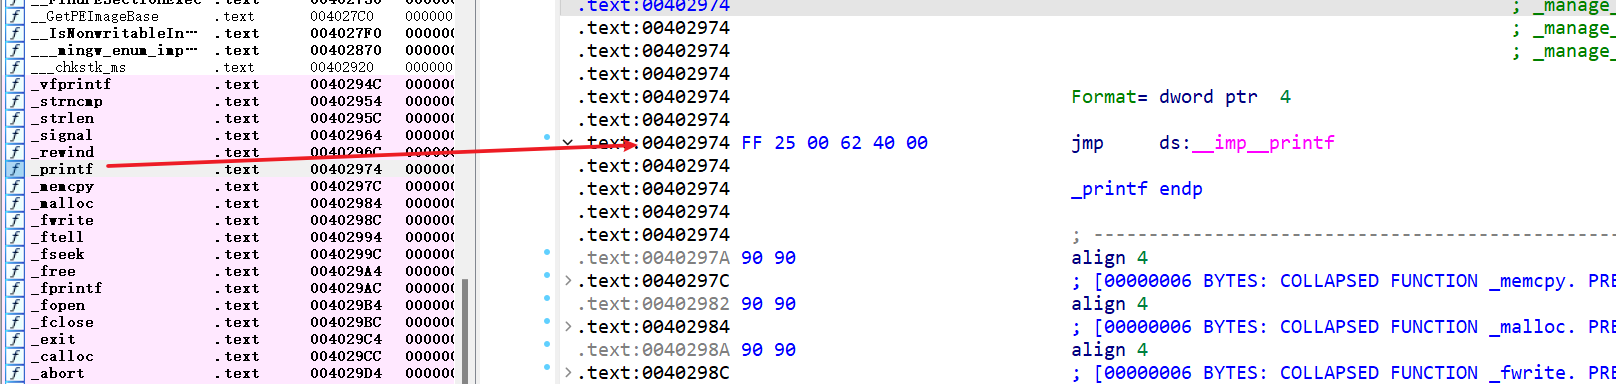 __FindPESectionExec .text 00402750 000000
__GetPEImageBase .text 004027C0 000000
__IsNonwritableIn… .text 004027F0 000000
___mingw_enum_imp… .text 00402870 000000
___chkstk_ms .text 00402920 000000
_vfprintf .text 0040294C 000000
_strncmp .text 00402954 000000
_strlen .text 0040295C 000000
_signal .text 00402964 000000
_rewind .text 0040296C 000000
_printf .text 00402974 000000
_memcpy .text 0040297C 000000
_malloc .text 00402984 000000
_fwrite .text 0040298C 000000
_ftell .text 00402994 000000
_fseek .text 0040299C 000000
_free .text 004029A4 000000
_fprintf .text 004029AC 000000
_fopen .text 004029B4 000000
_fclose .text 004029BC 000000
_exit .text 004029C4 000000
_calloc .text 004029CC 000000
_abort .text 004029D4 000000
.text:00402974 ; _manage_
.text:00402974 ; _manage_
.text:00402974 ; _manage_
.text:00402974
.text:00402974 Format= dword ptr 4
.text:00402974
.text:00402974 FF 25 00 62 40 00 jmp ds:__imp__printf
.text:00402974
.text:00402974 _printf endp
.text:00402974
.text:00402974 ; ---------------------------------------------
.text:0040297A 90 90 align 4
.text:0040297C ; [00000006 BYTES: COLLAPSED FUNCTION _memcpy. PRE
.text:00402982 90 90 align 4
.text:00402984 ; [00000006 BYTES: COLLAPSED FUNCTION _malloc. PRE
.text:0040298A 90 90 align 4
.text:0040298C ; [00000006 BYTES: COLLAPSED FUNCTION _fwrite. PRE